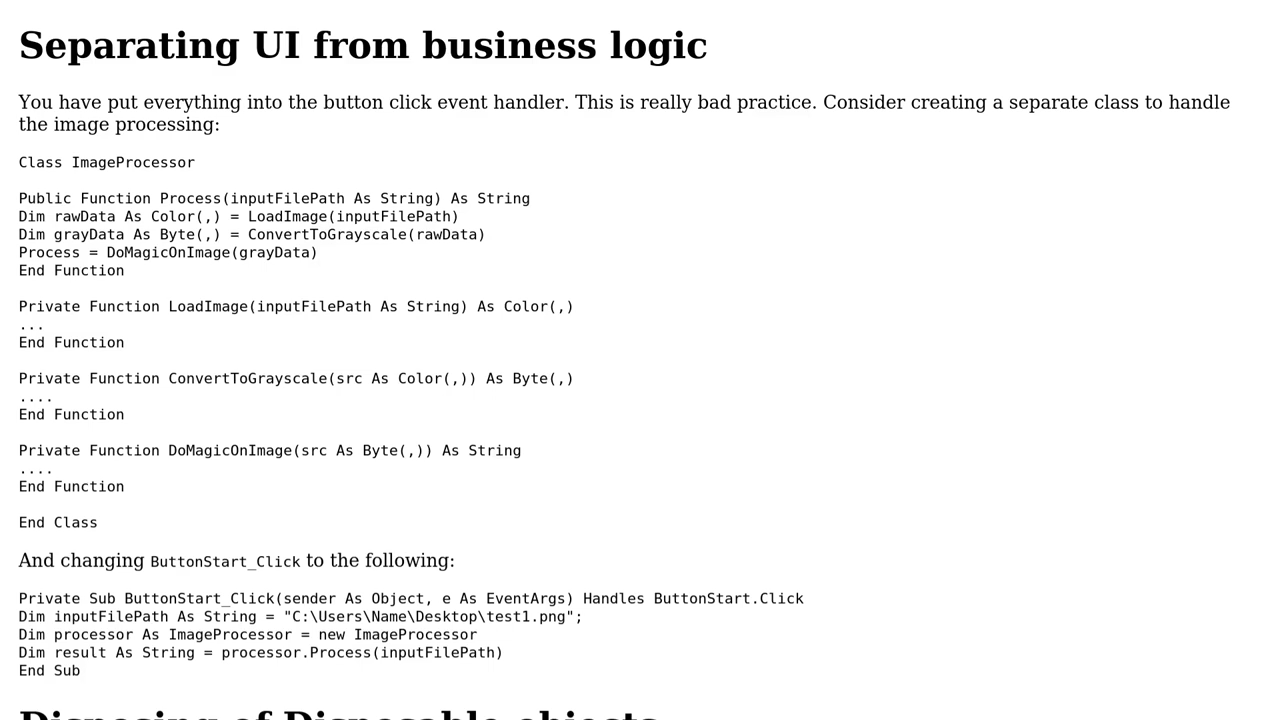 Separating UI from business logic
You have put everything into the button click event handler. This is really bad practice. Consider creating a separate class to handle
the image processing:
Class ImageProcessor
Public Function Process(inputFilePath As String) As String
Dim rawData As Color(,) = LoadImage(inputFilePath)
Dim grayData As Byte(,) = ConvertToGrayscale(rawData)
Process = DoMagicOnImage(grayData)
End Function
Private Function LoadImage(inputFilePath As String) As Color(,)
...
End Function
Private Function ConvertToGrayscale(src As Color(,)) As Byte(,)
....
End Function
Private Function DoMagicOnImage(src As Byte(,)) As String
....
End Function
End Class
And changing ButtonStart_Click to the following:
Private Sub ButtonStart_Click(sender As Object, e As EventArgs) Handles ButtonStart.Click
Dim inputFilePath As String = "C:\Users\Name\Desktop\test1.png";
Dim processor As ImageProcessor = new ImageProcessor
Dim result As String = processor.Process(inputFilePath)
End Sub
Disposing of Disposable objects